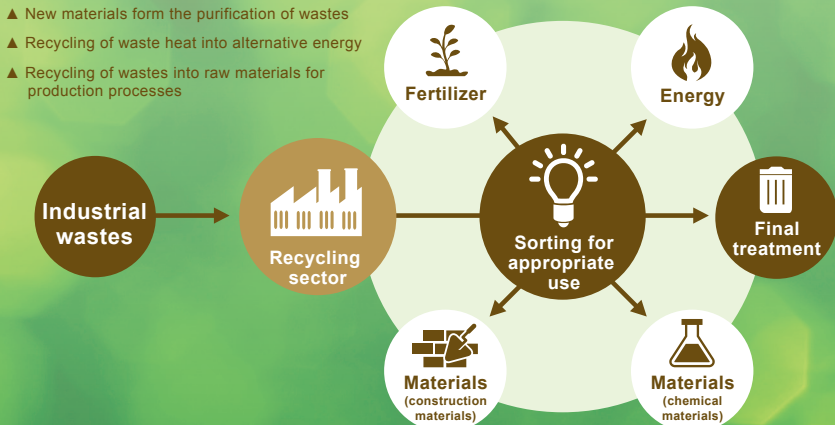 ▲ New materials form the purification of wastes
▲ Recycling of waste heat into alternative energy
▲ Recycling of wastes into raw materials for
production processes
Fertilizer
Energy
Industrial
wastes
Recycling
sector
Sorting for
appropriate
use
Final
treatment
Materials
(construction
materials)
Materials
(chemical
materials)